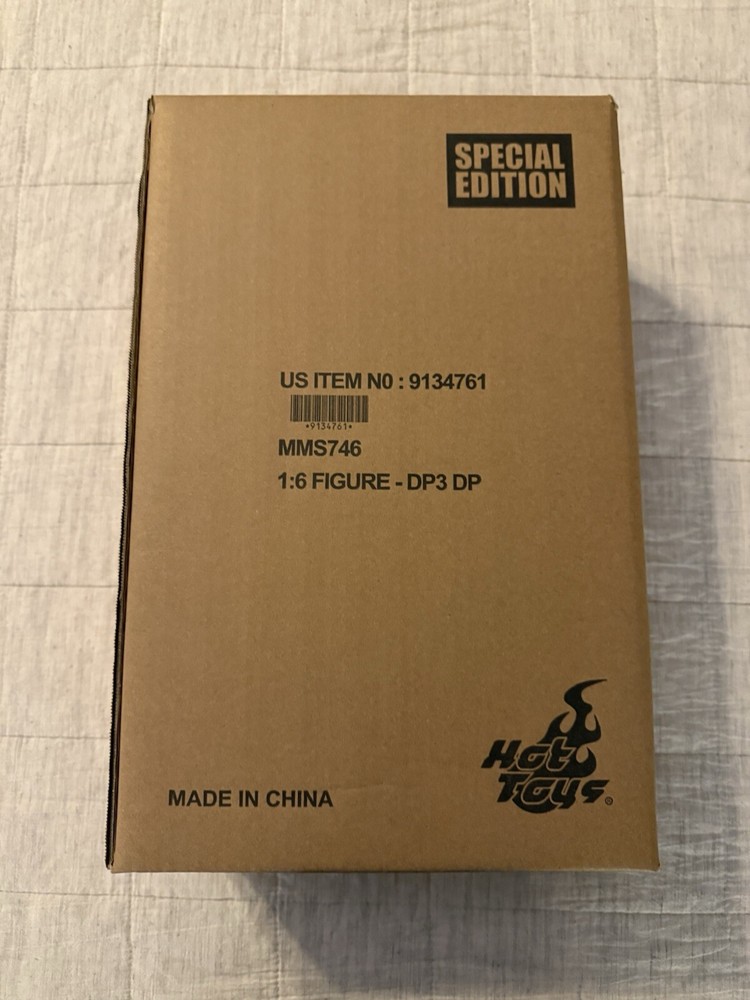 SPECIAL
EDITION
US ITEM N0 : 9134761
*9134761*
MMS746
1:6 FIGURE - DP3 DP
Hot
Toys®
MADE IN CHINA